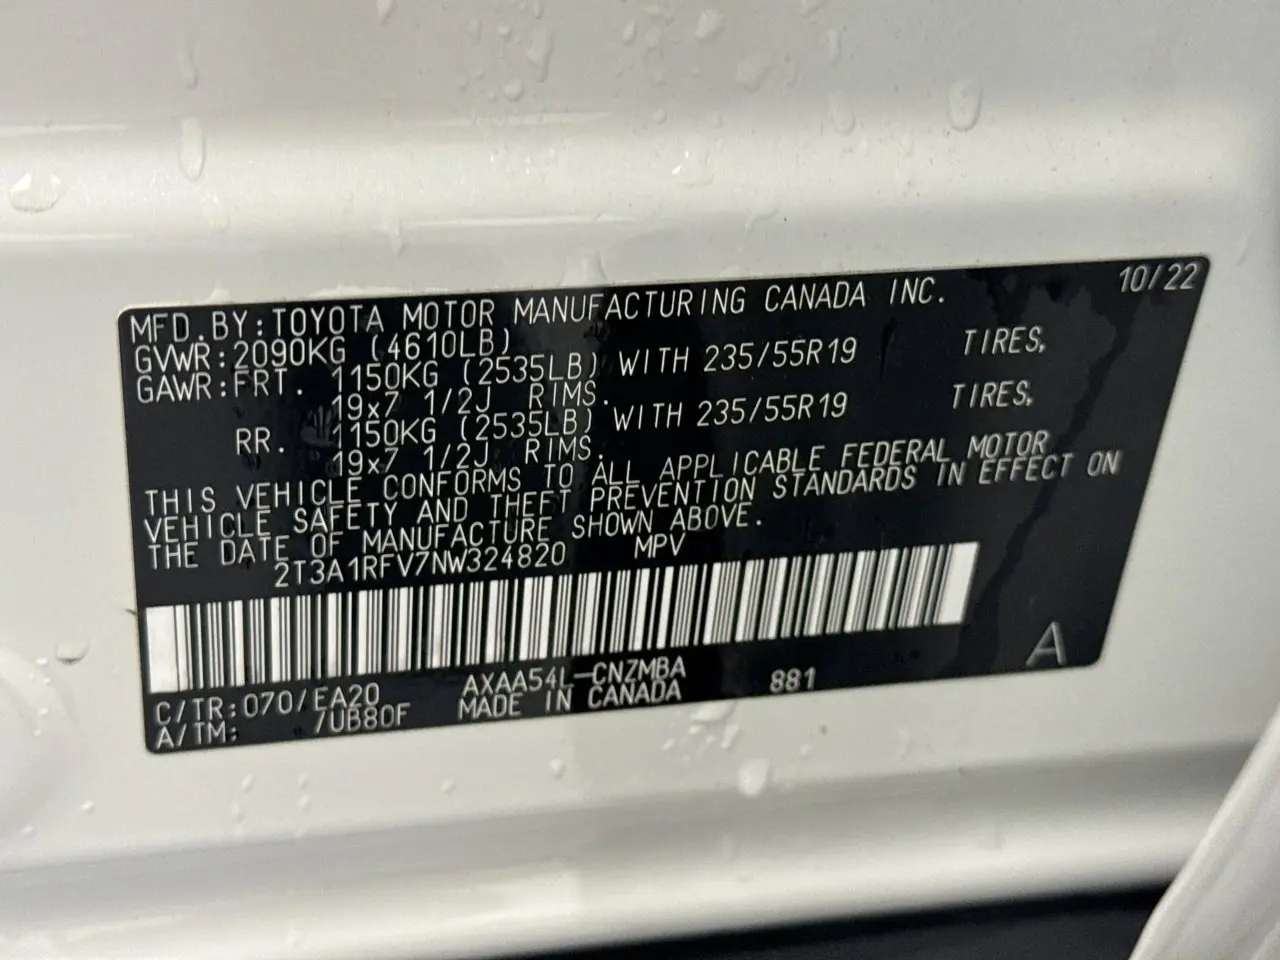 MFD.BY:TOYOTA MOTOR MANUFACTURING CANADA INC. 10/22
GVWR:2090KG (4610LB)
GAWR:FRT. 1150KG (2535LB) WITH 235/55R19 TIRES,
19x7 1/2J RIMS.
RR. 1150KG (2535LB) WITH 235/55R19 TIRES,
19x7 1/2J RIMS.
THIS VEHICLE CONFORMS TO ALL APPLICABLE FEDERAL MOTOR
VEHICLE SAFETY AND THEFT PREVENTION STANDARDS IN EFFECT ON
THE DATE OF MANUFACTURE SHOWN ABOVE.
2T3A1RFV7NW324820 MPV
A
C/TR:070/EA20 AXAA54L-CNZMBA 881
A/TM: /UB80F MADE IN CANADA